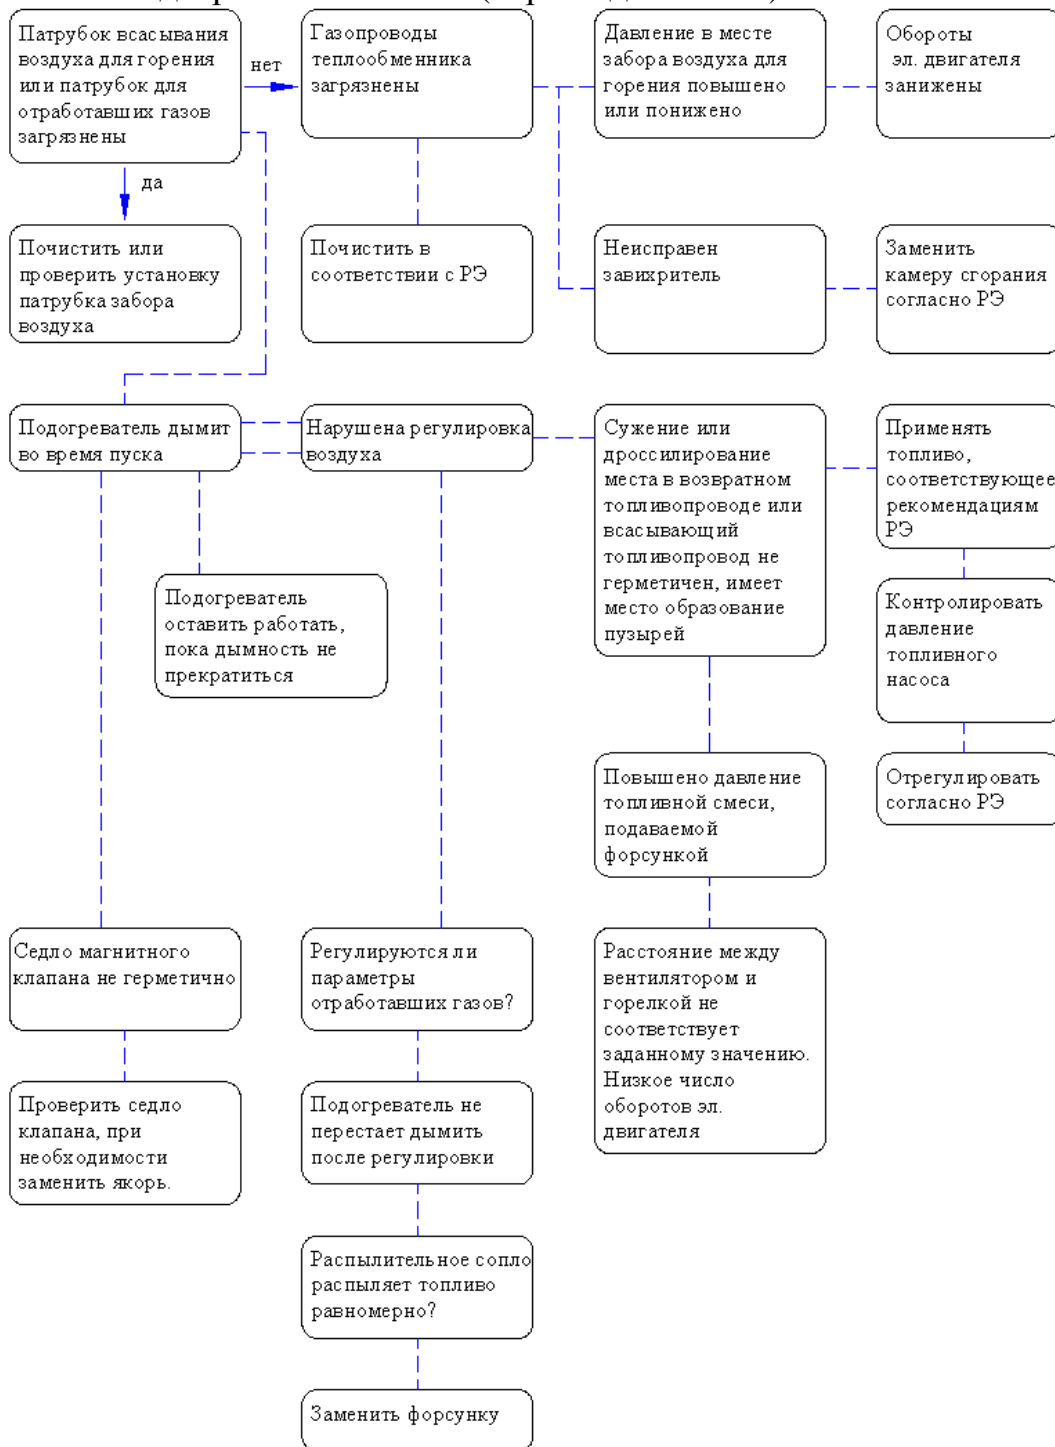 Патрубок всасывания
воздуха для горения
или патрубок для
отработавших газов
загрязнены
нет
Газопроводы
теплообменника
загрязнены
Давление в месте
забора воздуха для
горения повышено
или понижено
Обороты
эл. двигателя
занижены
да
Почистить или
проверить установку
патрубка забора
воздуха
Почистить в
соответствии с РЭ
Неисправен
завихритель
Заменить
камеру сгорания
согласно РЭ
Подогреватель дымит
во время пуска
Нарушена регулировка
воздуха
Сужение или
дроссилирование
места в возвратном
топливопроводе или
всасывающий
топливопровод не
герметичен, имеет
место образование
пузырей
Применять
топливо,
соответствующее
рекомендациям
РЭ
Подогреватель
оставить работать,
пока дымность не
прекратиться
Контролировать
давление
топливного
насоса
Повышено давление
топливной смеси,
подаваемой
форсункой
Отрегулировать
согласно РЭ
Седло магнитного
клапана не герметично
Регулируются ли
параметры
отработавших газов?
Расстояние между
вентилятором и
горелкой не
соответствует
заданному значению.
Низкое число
оборотов эл.
двигателя
Проверить седло
клапана, при
необходимости
заменить якорь.
Подогреватель не
перестает дымить
после регулировки
Распылительное сопло
распыляет топливо
равномерно?
Заменить форсунку